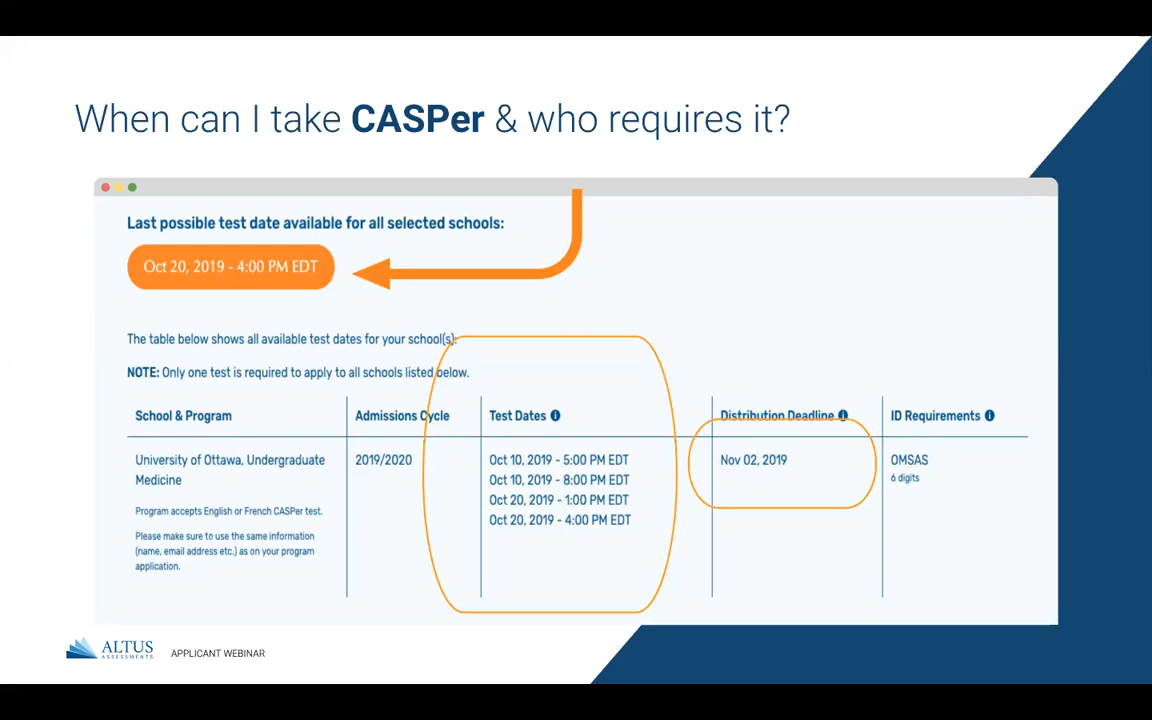 When can I take CASPer & who requires it?
Last possible test date available for all selected schools:
Oct 20, 2019 - 4:00 PM EDT
The table below shows all available test dates for your school(s):
NOTE: Only one test is required to apply to all schools listed below.
School & Program
Admissions Cycle
Test Dates
Distribution Deadline
ID Requirements
University of Ottawa, Undergraduate
Medicine
Program accepts English or French CASPer test.
Please make sure to use the same information
(name, email address etc.) as on your program
application.
2019/2020
Oct 10, 2019 - 5:00 PM EDT
Oct 10, 2019 - 8:00 PM EDT
Oct 20, 2019 - 1:00 PM EDT
Oct 20, 2019 - 4:00 PM EDT
Nov 02, 2019
OMSAS
6 digits
ALTUS
ASSESSMENTS
APPLICANT WEBINAR